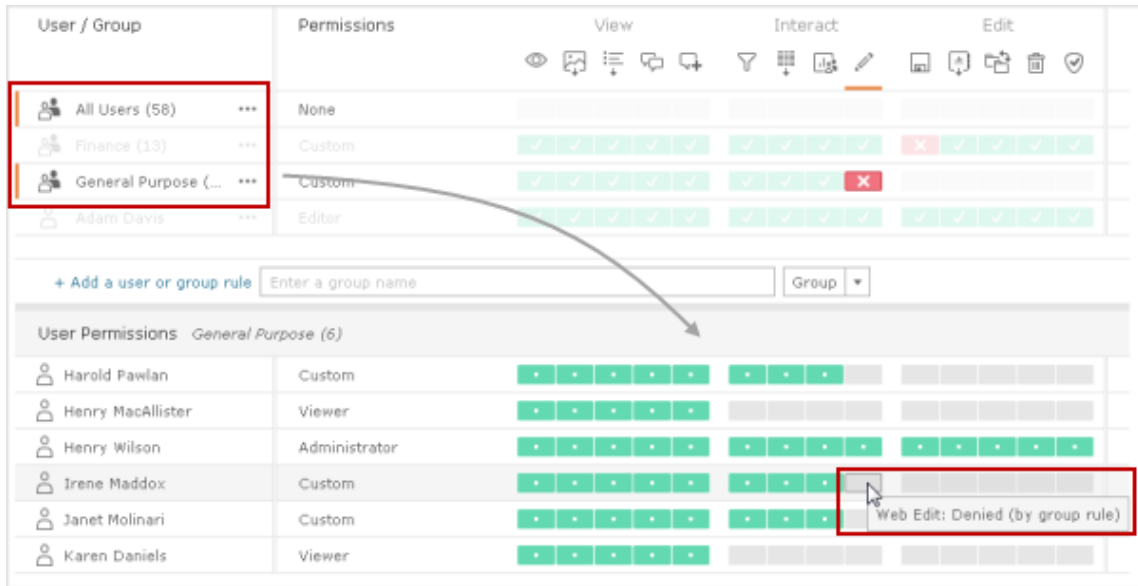 User / Group Permissions View Interact Edit
All Users (58) ••• None
Finance (13) ••• Custom
General Purpose (... ••• Custom
Adam Davis ••• Editor
+ Add a user or group rule Enter a group name Group
User Permissions General Purpose (6)
Harold Pawlan Custom
Henry MacAllister Viewer
Henry Wilson Administrator
Irene Maddox Custom
Web Edit: Denied (by group rule)
Janet Molinari Custom
Karen Daniels Viewer